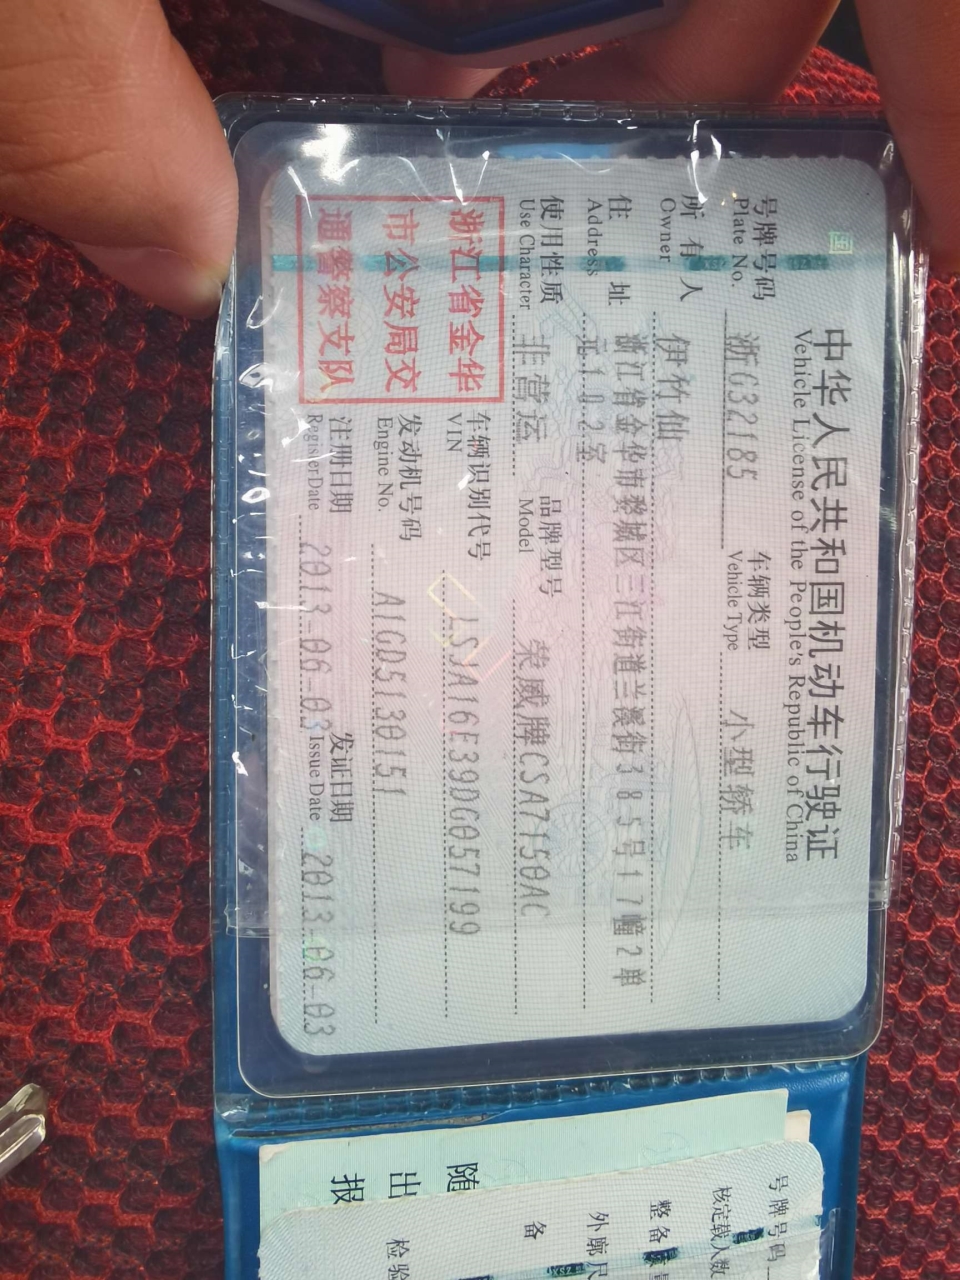 中华人民共和国机动车行驶证
Vehicle License of the People's Republic of China
号牌号码 浙G32185 车辆类型 小型轿车
Plate No. Vehicle Type
所有人 伊竹仙
Owner
住址 浙江省金华市婺城区三江街道兰溪街385号17幢2单
Address 元102室
使用性质 非营运 品牌型号 荣威牌CSA7150AC
Use Character Model
浙江省金华
市公安局交
通警察支队
车辆识别代号 LSJA16E39DG057199
VIN
发动机号码 A1GD5130151
Engine No.
注册日期 2013-06-03 发证日期 2013-06-03
Register Date Issue Date
号牌号码
核定载人数
整备
外廓尺
备
检验
随
出
报